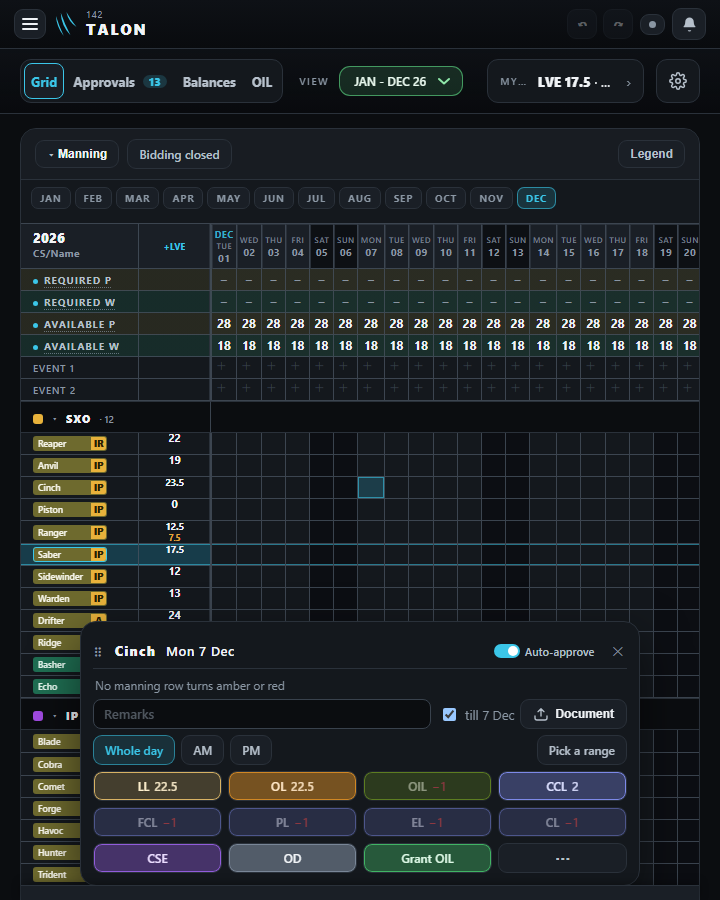 142
TALON
Grid Approvals 13 Balances OIL VIEW JAN - DEC 26 MY... LVE 17.5 · ... ›
Manning Bidding closed Legend
JAN FEB MAR APR MAY JUN JUL AUG SEP OCT NOV DEC
2026 CS/Name +LVE DEC TUE 01 WED 02 THU 03 FRI 04 SAT 05 SUN 06 MON 07 TUE 08 WED 09 THU 10 FRI 11 SAT 12 SUN 13 MON 14 TUE 15 WED 16 THU 17 FRI 18 SAT 19 SUN 20
REQUIRED P – – – – – – – – – – – – – – – – – – – –
REQUIRED W – – – – – – – – – – – – – – – – – – – –
AVAILABLE P 28 28 28 28 28 28 28 28 28 28 28 28 28 28 28 28 28 28 28 28
AVAILABLE W 18 18 18 18 18 18 18 18 18 18 18 18 18 18 18 18 18 18 18 18
EVENT 1 + + + + + + + + + + + + + + + + + + + +
EVENT 2 + + + + + + + + + + + + + + + + + + + +
SXO · 12
Reaper IR 22
Anvil IP 19
Cinch IP 23.5
Piston IP 0
Ranger IP 12.5
7.5
Saber IP 17.5
Sidewinder IP 12
Warden IP 13
Drifter 24
Ridge
Basher
Echo
IP
Blade
Cobra
Comet
Forge
Havoc
Hunter
Trident
Cinch Mon 7 Dec Auto-approve
No manning row turns amber or red
Remarks till 7 Dec Document
Whole day AM PM Pick a range
LL 22.5 OL 22.5 OIL −1 CCL 2
FCL −1 PL −1 EL −1 CL −1
CSE OD Grant OIL ---